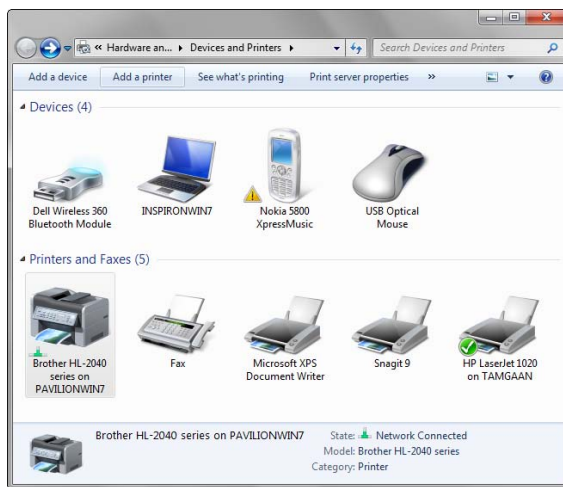 « Hardware an... ▸ Devices and Printers ▸
Search Devices and Printers
Add a device Add a printer See what's printing Print server properties »
Devices (4)
Dell Wireless 360
Bluetooth Module
INSPIRONWIN7
Nokia 5800
XpressMusic
USB Optical
Mouse
Printers and Faxes (5)
Brother HL-2040
series on
PAVILIONWIN7
Fax
Microsoft XPS
Document Writer
Snagit 9
HP LaserJet 1020
on TAMGAAN
Brother HL-2040 series on PAVILIONWIN7 State: Network Connected
Model: Brother HL-2040 series
Category: Printer